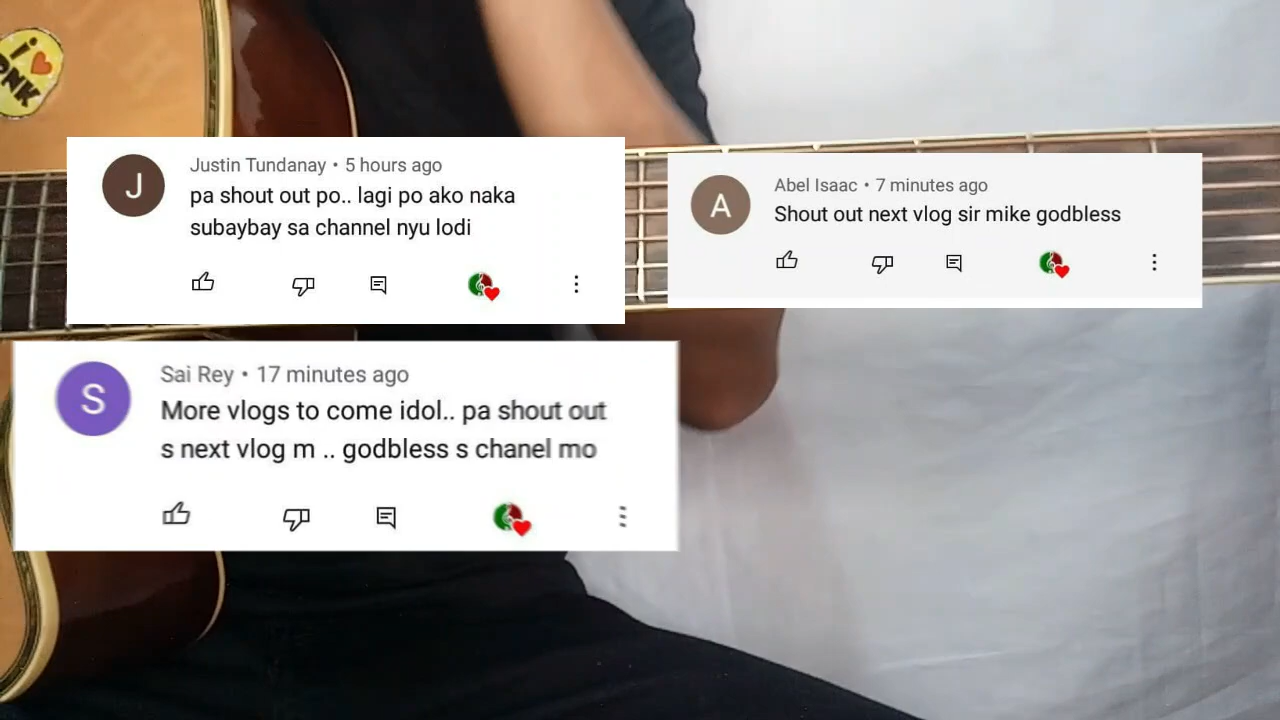 i
PNK
J
Justin Tundanay • 5 hours ago
pa shout out po.. lagi po ako naka
subaybay sa channel nyu lodi
A
Abel Isaac • 7 minutes ago
Shout out next vlog sir mike godbless
S
Sai Rey • 17 minutes ago
More vlogs to come idol.. pa shout out
s next vlog m .. godbless s chanel mo